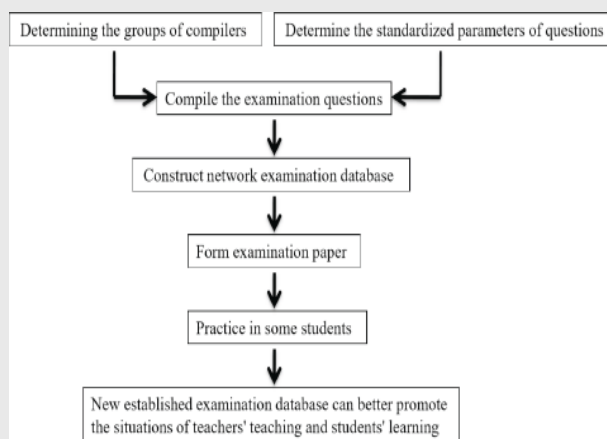 Determining the groups of compilers
Determine the standardized parameters of questions
Compile the examination questions
Construct network examination database
Form examination paper
Practice in some students
New established examination database can better promote
the situations of teachers' teaching and students' learning